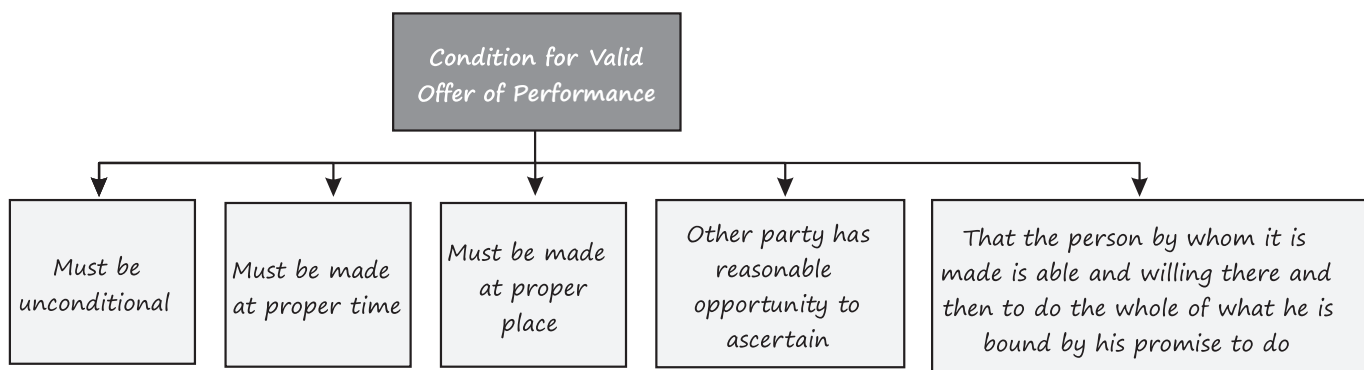 Condition for Valid
Offer of Performance
Must be
unconditional
Must be made
at proper time
Must be made
at proper
place
Other party has
reasonable
opportunity to
ascertain
That the person by whom it is
made is able and willing there and
then to do the whole of what he is
bound by his promise to do